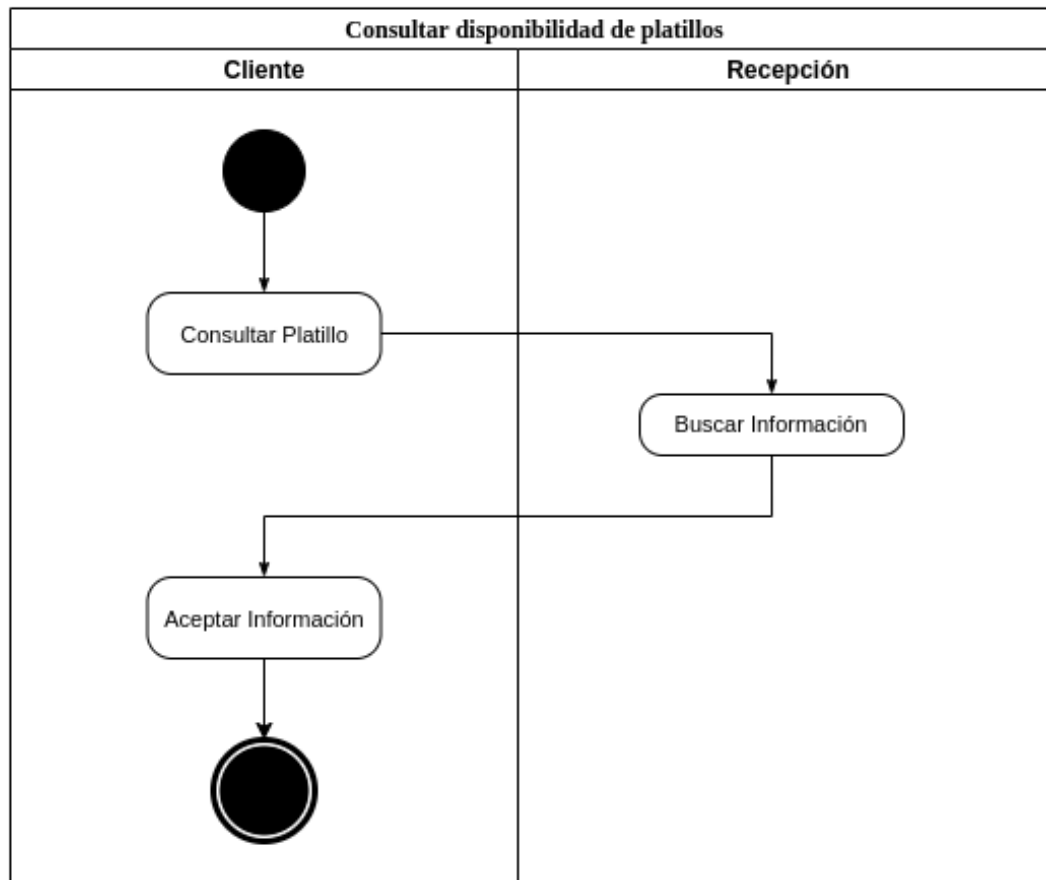 Consultar disponibilidad de platillos
Cliente
Recepción
Consultar Platillo
Buscar Información
Aceptar Información